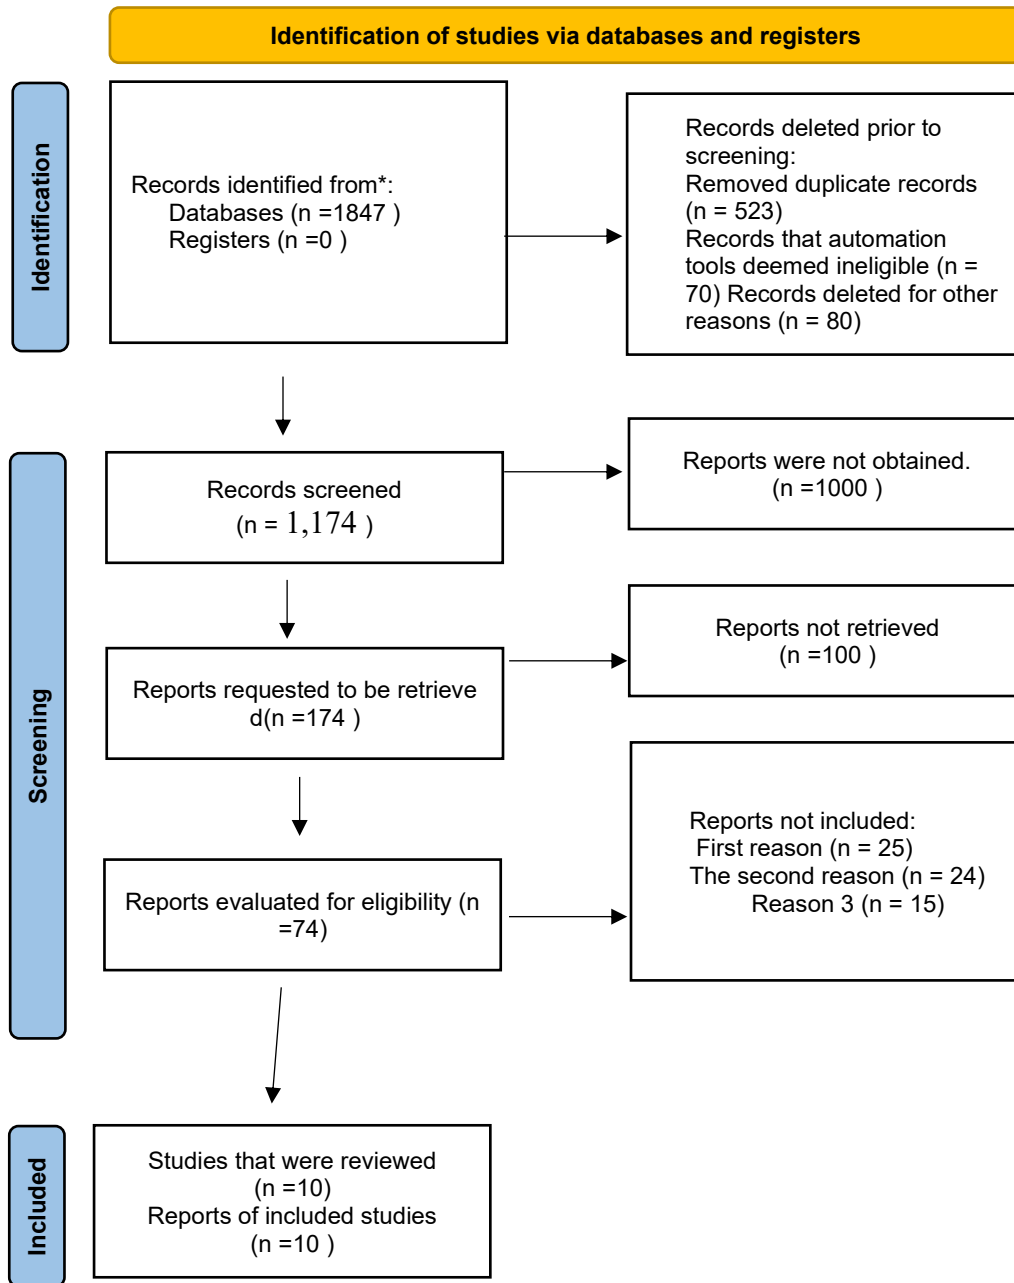 Identification of studies via databases and registers
Identification
Records identified from*:
Databases (n =1847 )
Registers (n =0 )
Records deleted prior to
screening:
Removed duplicate records
(n = 523)
Records that automation
tools deemed ineligible (n =
70) Records deleted for other
reasons (n = 80)
Screening
Records screened
(n = 1,174 )
Reports were not obtained.
(n =1000 )
Reports requested to be retrieve
d(n =174 )
Reports not retrieved
(n =100 )
Reports evaluated for eligibility (n
=74)
Reports not included:
First reason (n = 25)
The second reason (n = 24)
Reason 3 (n = 15)
Included
Studies that were reviewed
(n =10)
Reports of included studies
(n =10 )